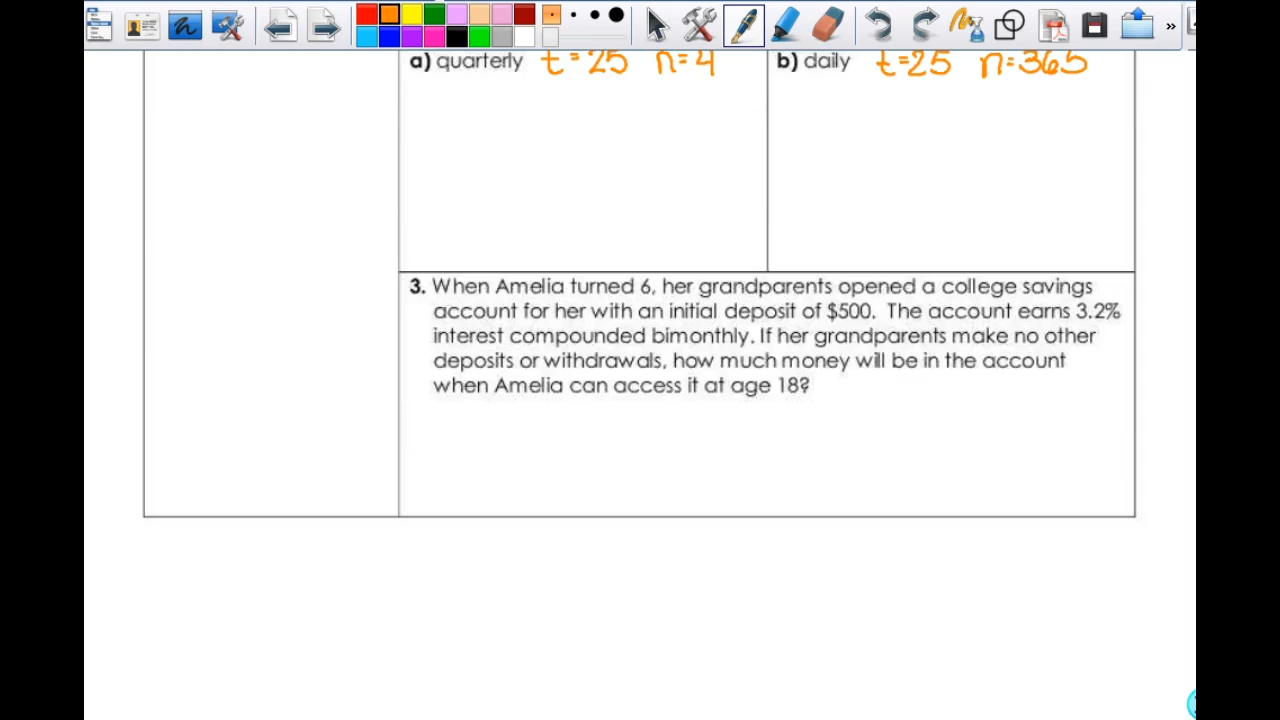 a) quarterly t = 25 n = 4
b) daily t = 25 n = 365
3. When Amelia turned 6, her grandparents opened a college savings
account for her with an initial deposit of $500. The account earns 3.2%
interest compounded bimonthly. If her grandparents make no other
deposits or withdrawals, how much money will be in the account
when Amelia can access it at age 18?